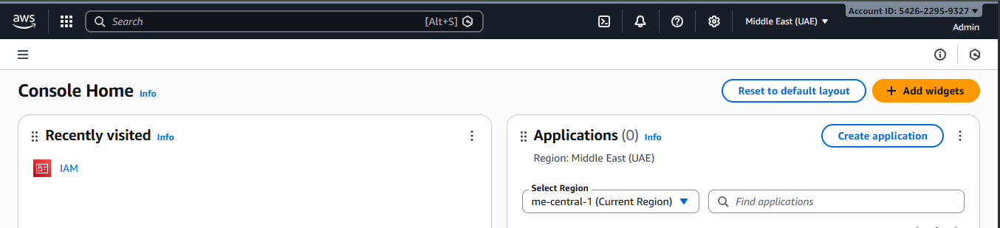 aws
Search
[Alt+S]
Middle East (UAE)
Account ID: 5426-2295-9327
Admin
Console Home Info
Reset to default layout
+ Add widgets
Recently visited Info
IAM
Applications (0) Info
Create application
Region: Middle East (UAE)
Select Region
me-central-1 (Current Region)
Find applications